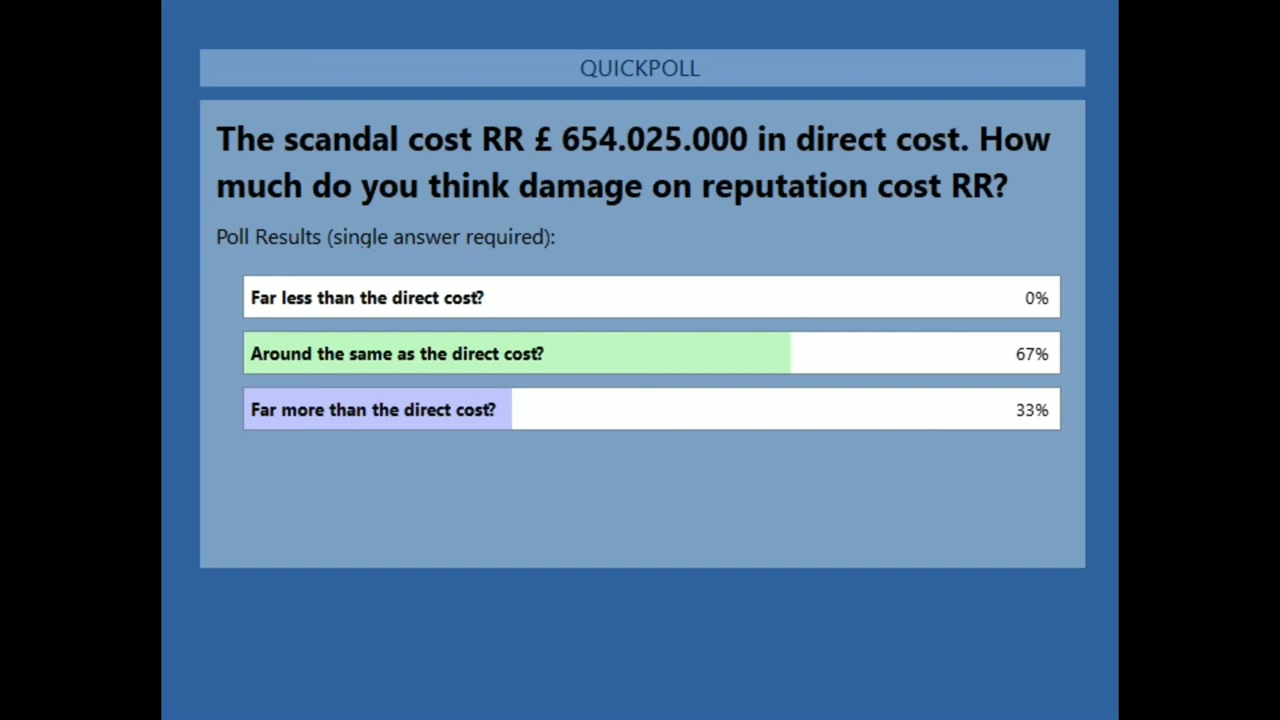 QUICKPOLL
The scandal cost RR £ 654.025.000 in direct cost. How
much do you think damage on reputation cost RR?
Poll Results (single answer required):
Far less than the direct cost? 0%
Around the same as the direct cost? 67%
Far more than the direct cost? 33%